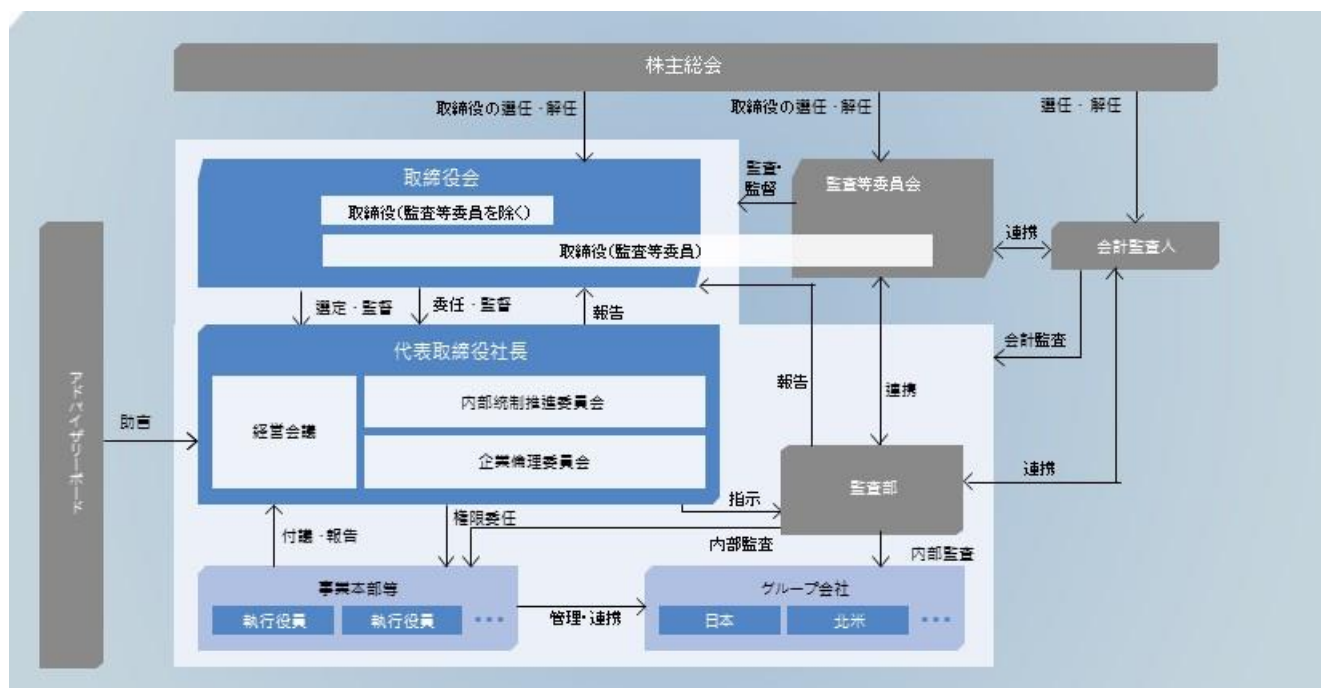 株主総会
取締役の選任・解任
取締役の選任・解任
選任・解任
取締役会
取締役(監査等委員を除く)
取締役(監査等委員)
監査・
監督
監査等委員会
連携
会計監査人
選定・監督
委任・監督
報告
会計監査
代表取締役社長
経営会議
内部統制推進委員会
企業倫理委員会
アドバイザリーボード
助言
報告
連携
監査部
連携
指示
付議・報告
権限委任
内部監査
内部監査
事業本部等
執行役員
執行役員
・・・
管理・連携
グループ会社
日本
北米
・・・